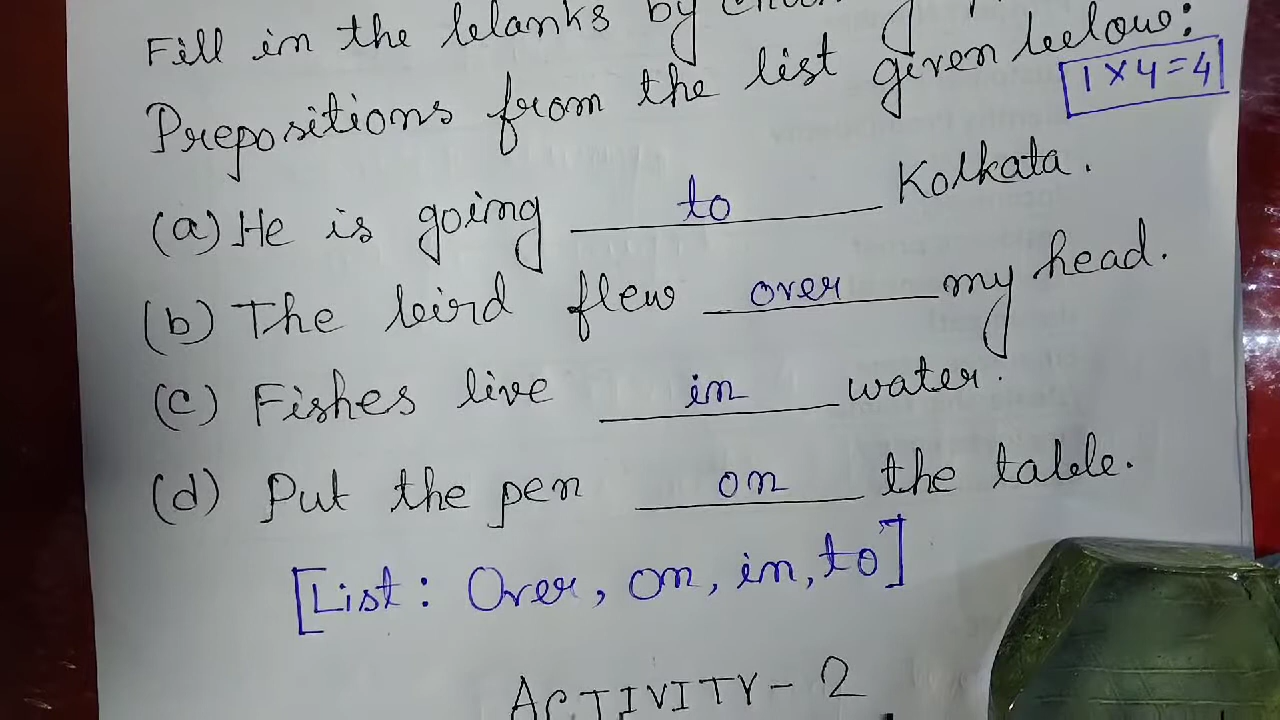 Fill in the blanks by
Prepositions from the list given below:
1 × 4 = 4
(a) He is going to Kolkata.
(b) The bird flew over my head.
(c) Fishes live in water.
(d) Put the pen on the table.
[List: Over, on, in, to]
ACTIVITY - 2